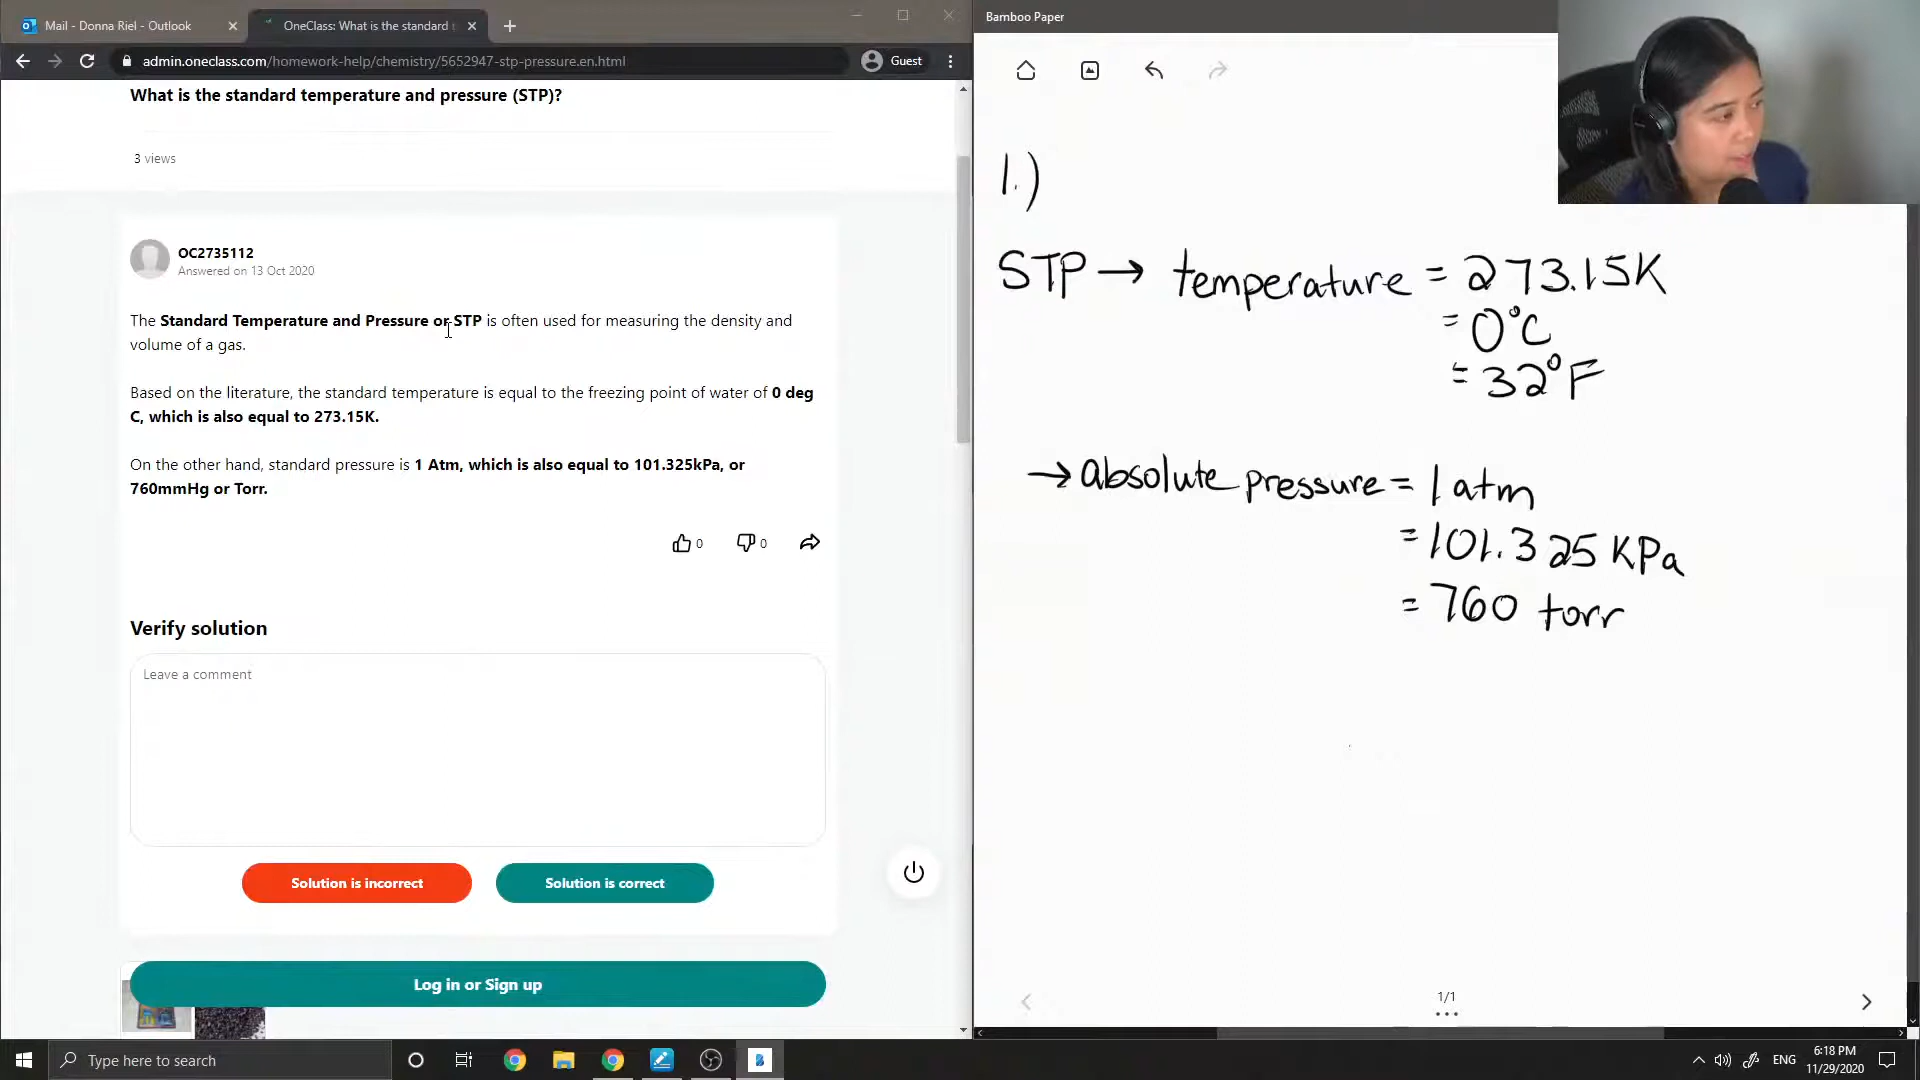 Mail - Donna Riel - Outlook
OneClass: What is the standard t
admin.oneclass.com/homework-help/chemistry/5652947-stp-pressure.en.html
Guest
What is the standard temperature and pressure (STP)?
3 views
OC2735112
Answered on 13 Oct 2020
The Standard Temperature and Pressure or STP is often used for measuring the density and
volume of a gas.
Based on the literature, the standard temperature is equal to the freezing point of water of 0 deg
C, which is also equal to 273.15K.
On the other hand, standard pressure is 1 Atm, which is also equal to 101.325kPa, or
760mmHg or Torr.
0
0
Verify solution
Leave a comment
Solution is incorrect
Solution is correct
Log in or Sign up
Bamboo Paper
1.)
STP → temperature = 273.15K
= 0°C
= 32°F
→ absolute pressure = 1 atm
= 101.325 KPa
= 760 torr
1/1
Type here to search
ENG
6:18 PM
11/29/2020